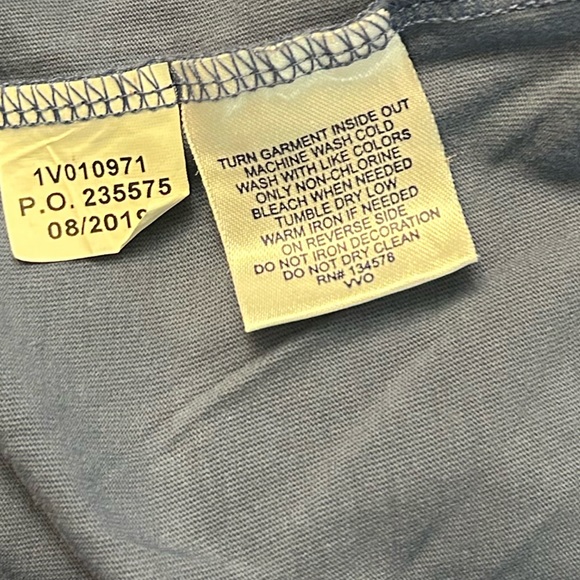 1V010971
P.O. 235575
08/2019
TURN GARMENT INSIDE OUT
MACHINE WASH COLD
WASH WITH LIKE COLORS
ONLY NON-CHLORINE
BLEACH WHEN NEEDED
TUMBLE DRY LOW
WARM IRON IF NEEDED
ON REVERSE SIDE
DO NOT IRON DECORATION
DO NOT DRY CLEAN
RN# 134578
VVO